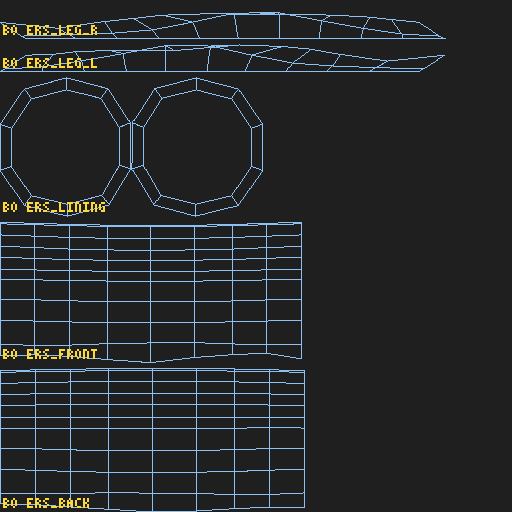 BO ERS_LEG_R
BO ERS_LEG_L
BO ERS_LINING
BO ERS_FRONT
BO ERS_BACK